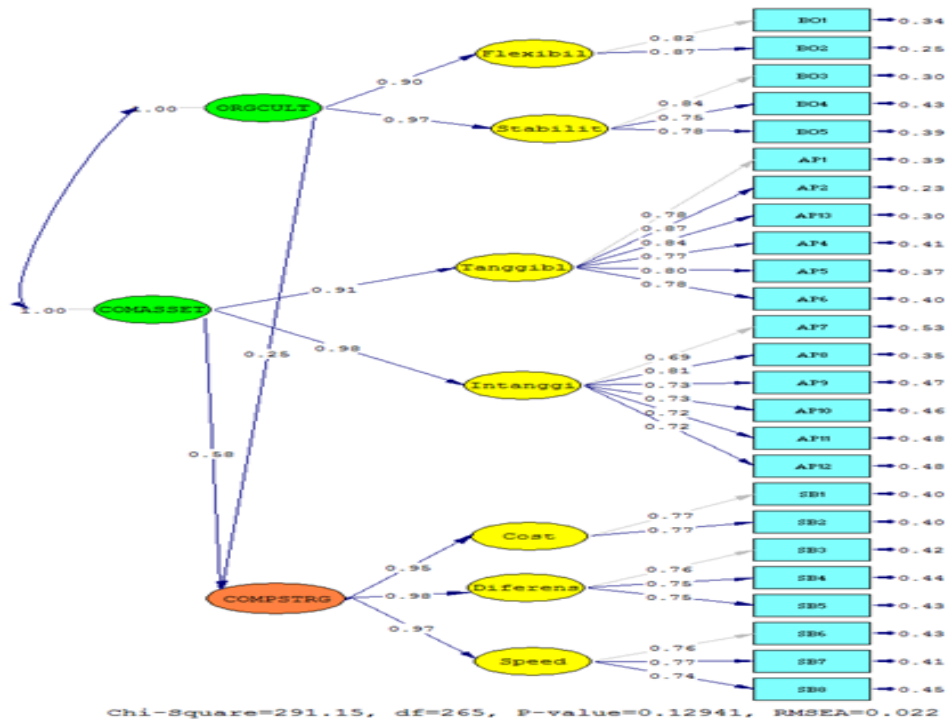 BO1 0.34
0.82
Flexibil 0.87 BO2 0.25
0.90 BO3 0.30
1.00 ORGCULT 0.84 BO4 0.43
0.97 Stabilit 0.75
0.78 BO5 0.39
AP1 0.39
AP2 0.23
0.78 AP13 0.30
0.87
0.84 AP4 0.41
Tanggibl 0.77
0.80 AP5 0.37
0.91 0.78 AP6 0.40
1.00 COMASSET
AP7 0.53
0.98 0.69 AP8 0.35
0.25 0.81
Intanggi 0.73 AP9 0.47
0.73 AP10 0.46
0.72
0.72 AP11 0.48
0.58 AP12 0.48
SB1 0.40
0.77
Cost 0.77 SB2 0.40
0.95 SB3 0.42
0.76
0.98 Diferens 0.75 SB4 0.44
COMPSTRG 0.75 SB5 0.43
0.97 SB6 0.43
0.76
Speed 0.77 SB7 0.41
0.74 SB8 0.45
Chi-Square=291.15, df=265, P-value=0.12941, RMSEA=0.022